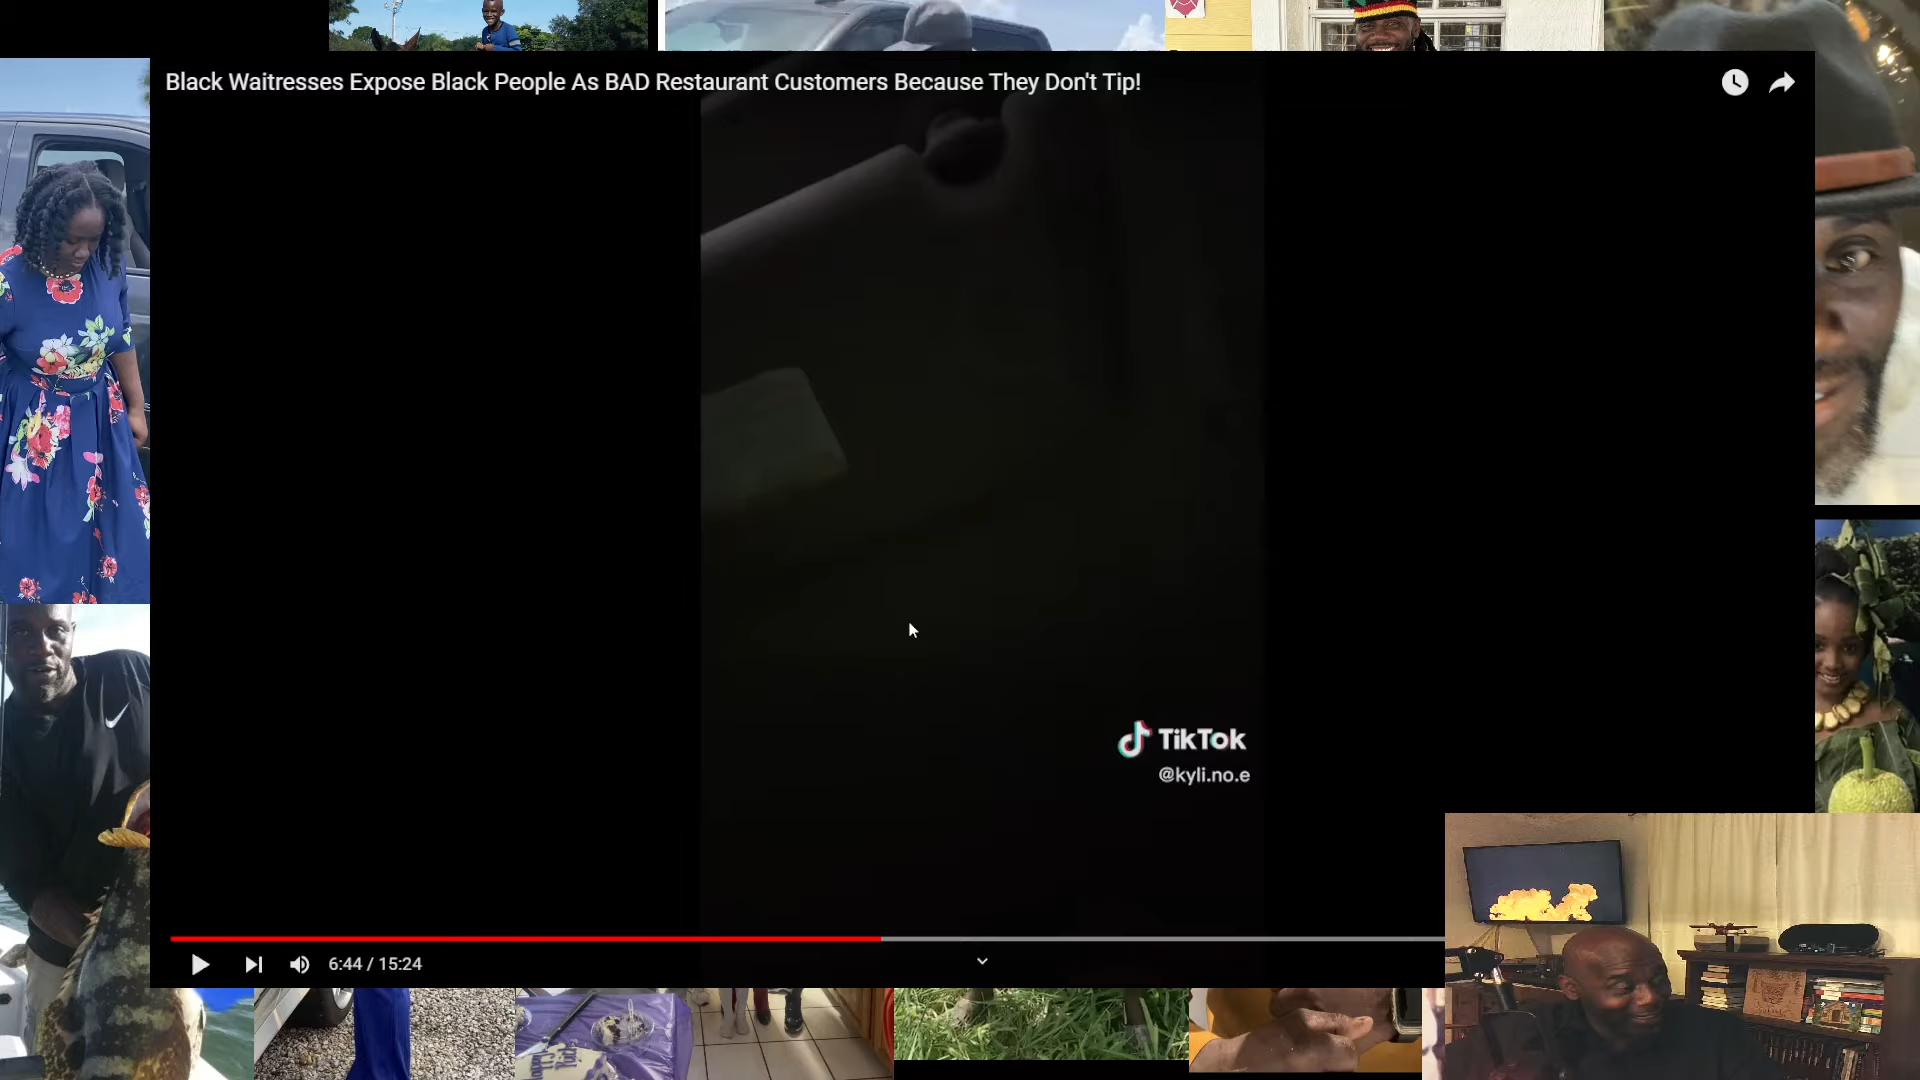 Black Waitresses Expose Black People As BAD Restaurant Customers Because They Don't Tip!
TikTok
@kyli.no.e
6:44 / 15:24